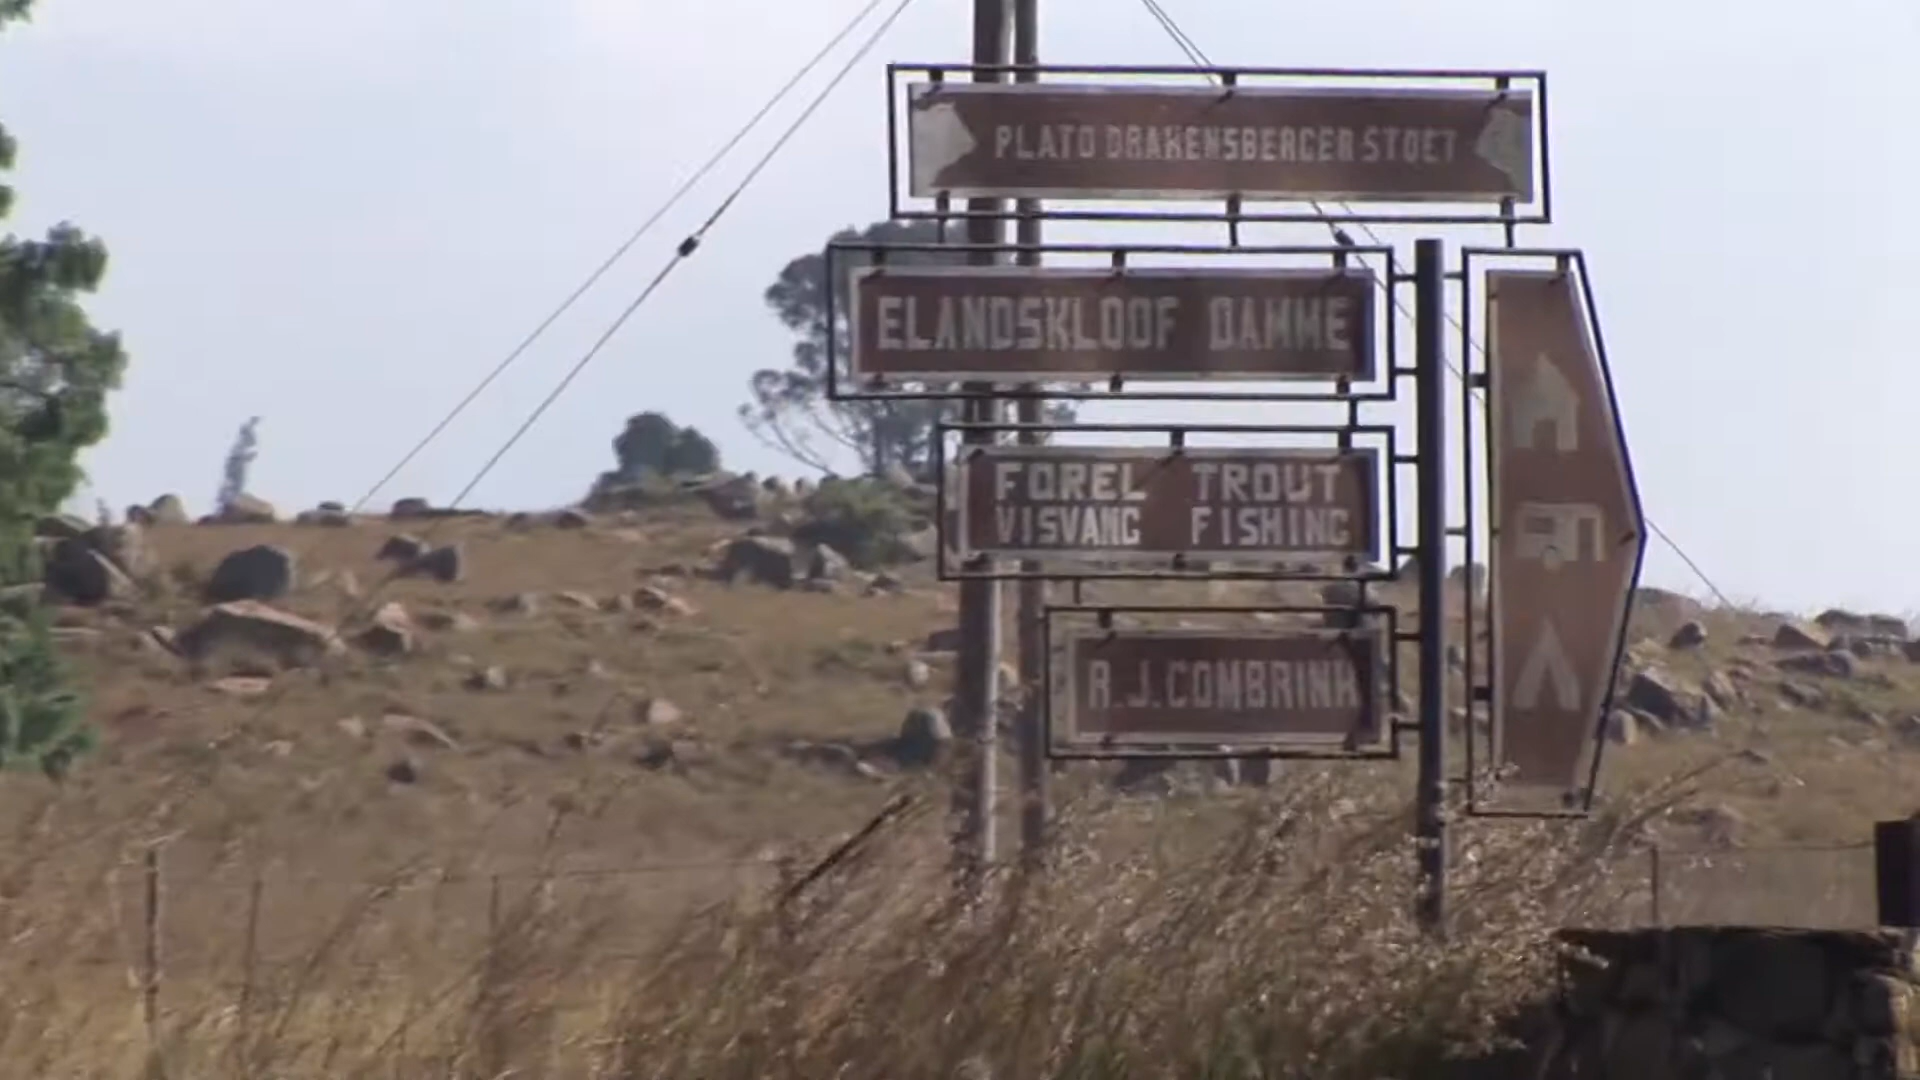 PLATO DRAKENSBERGER STOET
ELANDSKLOOF DAMME
FOREL TROUT
VISVANG FISHING
R.J.COMBRINK